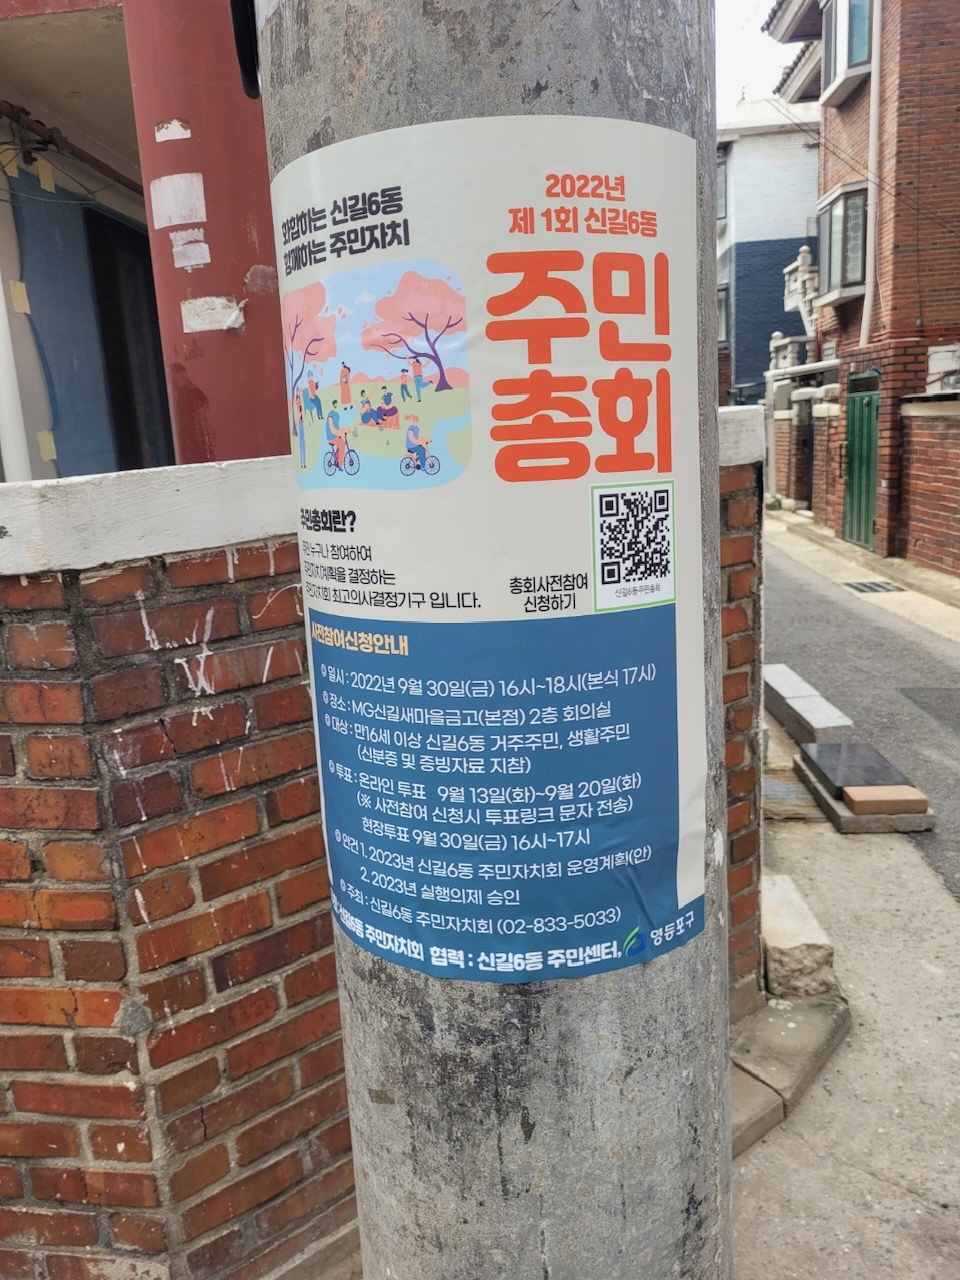 화합하는 신길6동
함께하는 주민자치
2022년
제 1회 신길6동
주민
총회
주민총회란?
주민 누구나 참여하여
주민자치계획을 결정하는
주민자치회 최고의사결정기구 입니다.
총회사전참여
신청하기
신길6동주민총회
사전참여신청안내
일시 : 2022년 9월 30일(금) 16시~18시(본식 17시)
장소 : MG신길새마을금고(본점) 2층 회의실
대상 : 만16세 이상 신길6동 거주주민, 생활주민
(신분증 및 증빙자료 지참)
투표 : 온라인 투표 9월 13일(화)~9월 20일(화)
(※ 사전참여 신청시 투표링크 문자 전송)
현장투표 9월 30일(금) 16시~17시
안건 1. 2023년 신길6동 주민자치회 운영계획(안)
2. 2023년 실행의제 승인
주최 : 신길6동 주민자치회 (02-833-5033)
신길6동 주민자치회 협력 : 신길6동 주민센터, 영등포구